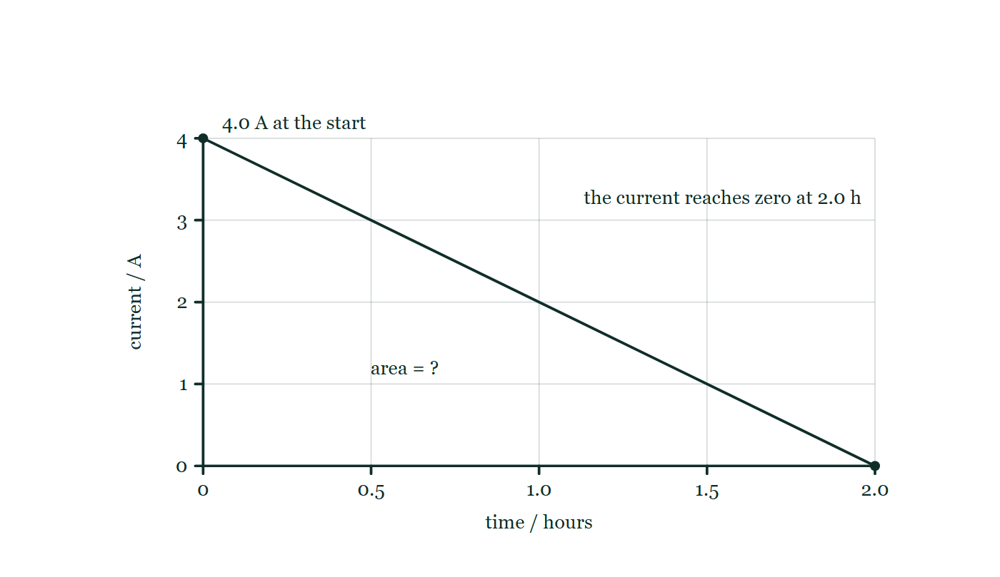 4.0 A at the start
4
the current reaches zero at 2.0 h
3
current / A
2
area = ?
1
0
0 0.5 1.0 1.5 2.0
time / hours